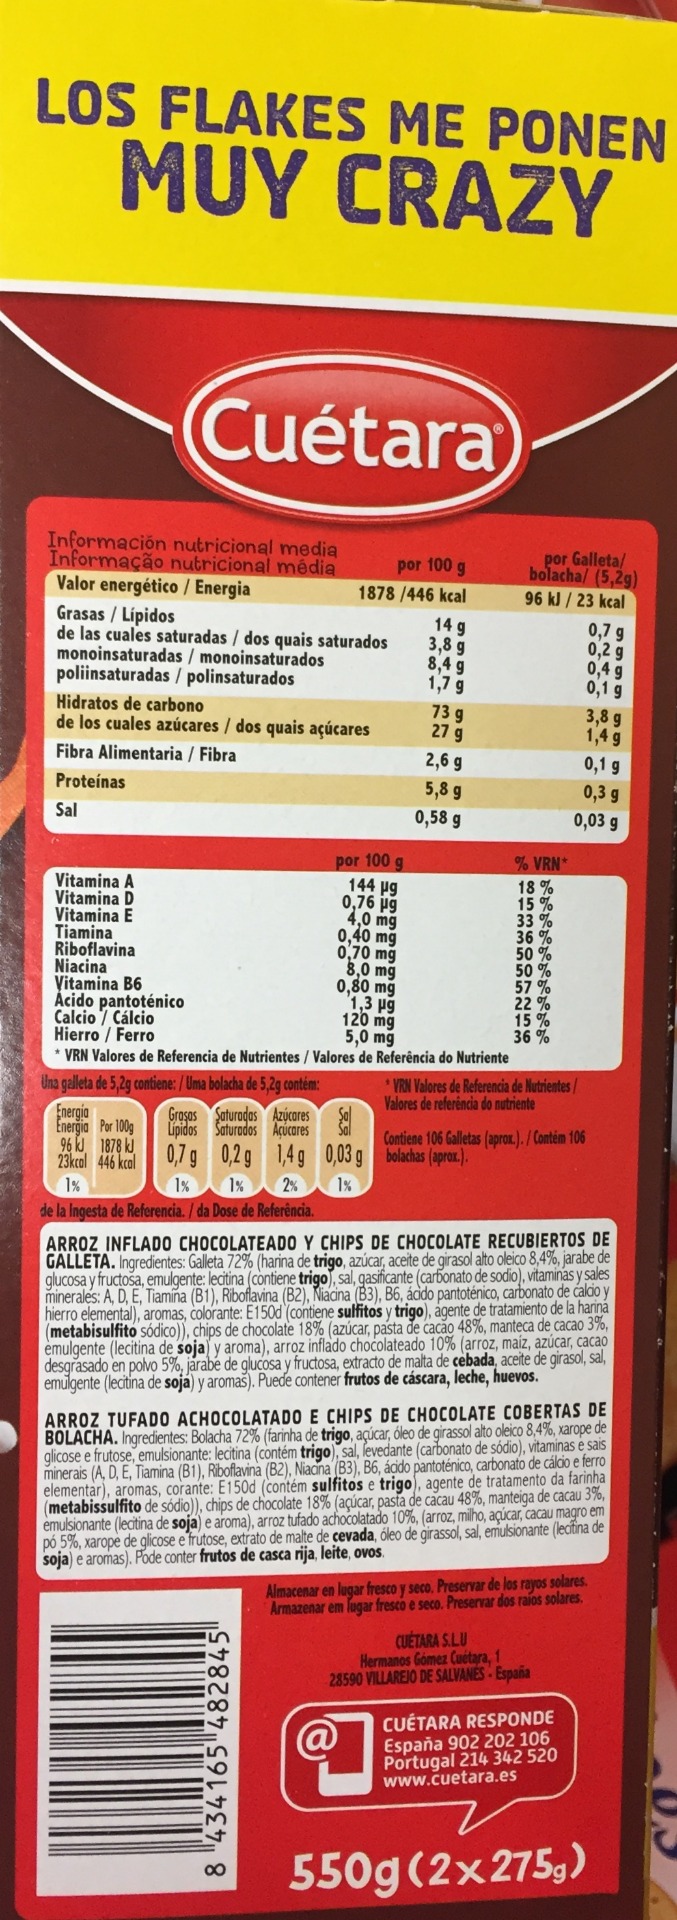 LOS FLAKES ME PONEN
MUY CRAZY
Cuétara®
Información nutricional media
Informação nutricional média
por 100 g
por Galleta/
bolacha/ (5,2g)
Valor energético / Energia 1878 /446 kcal 96 kJ / 23 kcal
Grasas / Lípidos 14 g 0,7 g
de las cuales saturadas / dos quais saturados 3,8 g 0,2 g
monoinsaturadas / monoinsaturados 8,4 g 0,4 g
poliinsaturadas / polinsaturados 1,7 g 0,1 g
Hidratos de carbono 73 g 3,8 g
de los cuales azúcares / dos quais açúcares 27 g 1,4 g
Fibra Alimentaria / Fibra 2,6 g 0,1 g
Proteínas 5,8 g 0,3 g
Sal 0,58 g 0,03 g
por 100 g % VRN*
Vitamina A 144 µg 18 %
Vitamina D 0,76 µg 15 %
Vitamina E 4,0 mg 33 %
Tiamina 0,40 mg 36 %
Riboflavina 0,70 mg 50 %
Niacina 8,0 mg 50 %
Vitamina B6 0,80 mg 57 %
Ácido pantoténico 1,3 µg 22 %
Calcio / Cálcio 120 mg 15 %
Hierro / Ferro 5,0 mg 36 %
* VRN Valores de Referencia de Nutrientes / Valores de Referência do Nutriente
Una galleta de 5,2g contiene: / Uma bolacha de 5,2g contém:
Energía
Energia Por 100g
96 kJ 1878 kJ
23kcal 446 kcal
1%
Grasas
Lípidos
0,7 g
1%
Saturadas
Saturados
0,2 g
1%
Azúcares
Açúcares
1,4 g
2%
Sal
Sal
0,03 g
1%
de la Ingesta de Referencia. / da Dose de Referência.
* VRN Valores de Referencia de Nutrientes /
Valores de referência do nutriente
Contiene 106 Galletas (aprox.). / Contém 106
bolachas (aprox.).
ARROZ INFLADO CHOCOLATEADO Y CHIPS DE CHOCOLATE RECUBIERTOS DE
GALLETA. Ingredientes: Galleta 72% (harina de trigo, azúcar, aceite de girasol alto oleico 8,4%, jarabe de
glucosa y fructosa, emulgente: lecitina (contiene trigo), sal, gasificante (carbonato de sodio), vitaminas y sales
minerales: A, D, E, Tiamina (B1), Riboflavina (B2), Niacina (B3), B6, ácido pantoténico, carbonato de calcio y
hierro elemental), aromas, colorante: E150d (contiene sulfitos y trigo), agente de tratamiento de la harina
(metabisulfito sódico)), chips de chocolate 18% (azúcar, pasta de cacao 48%, manteca de cacao 3%,
emulgente (lecitina de soja) y aroma), arroz inflado chocolateado 10% (arroz, maíz, azúcar, cacao
desgrasado en polvo 5%, jarabe de glucosa y fructosa, extracto de malta de cebada, aceite de girasol, sal,
emulgente (lecitina de soja) y aromas). Puede contener frutos de cáscara, leche, huevos.
ARROZ TUFADO ACHOCOLATADO E CHIPS DE CHOCOLATE COBERTAS DE
BOLACHA. Ingredientes: Bolacha 72% (farinha de trigo, açúcar, óleo de girassol alto oleico 8,4%, xarope de
glicose e frutose, emulsionante: lecitina (contém trigo), sal, levedante (carbonato de sódio), vitaminas e sais
minerais (A, D, E, Tiamina (B1), Riboflavina (B2), Niacina (B3), B6, ácido pantoténico, carbonato de cálcio e ferro
elementar), aromas, corante: E150d (contém sulfitos e trigo), agente de tratamento da farinha
(metabissulfito de sódio)), chips de chocolate 18% (açúcar, pasta de cacau 48%, manteiga de cacau 3%,
emulsionante (lecitina de soja) e aroma), arroz tufado achocolatado 10%, (arroz, milho, açúcar, cacau magro em
pó 5%, xarope de glicose e frutose, extrato de malte de cevada, óleo de girassol, sal, emulsionante (lecitina de
soja) e aromas). Pode conter frutos de casca rija, leite, ovos.
Almacenar en lugar fresco y seco. Preservar de los rayos solares.
Armazenar em lugar fresco e seco. Preservar dos raios solares.
CUÉTARA S.L.U
Hermanos Gómez Cuétara, 1
28590 VILLAREJO DE SALVANÉS - España
@
CUÉTARA RESPONDE
España 902 202 106
Portugal 214 342 520
www.cuetara.es
8 434165 482845
550g (2x275g)